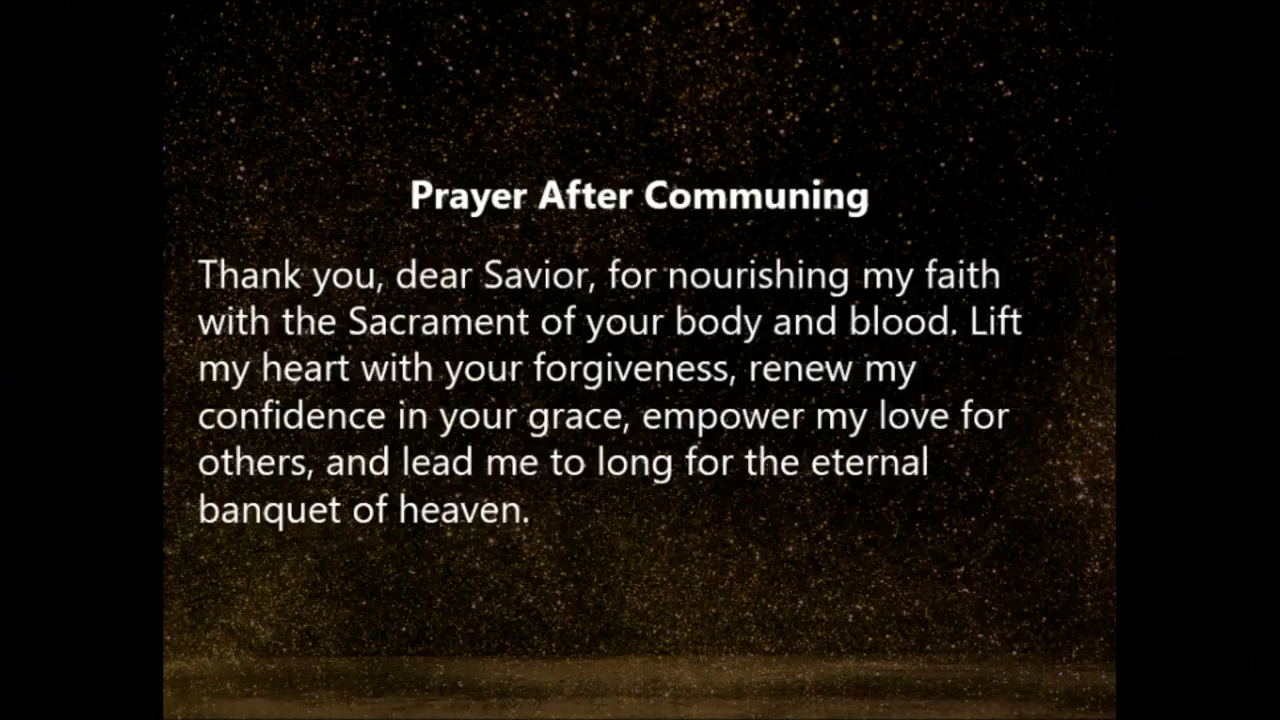 Prayer After Communing
Thank you, dear Savior, for nourishing my faith
with the Sacrament of your body and blood. Lift
my heart with your forgiveness, renew my
confidence in your grace, empower my love for
others, and lead me to long for the eternal
banquet of heaven.